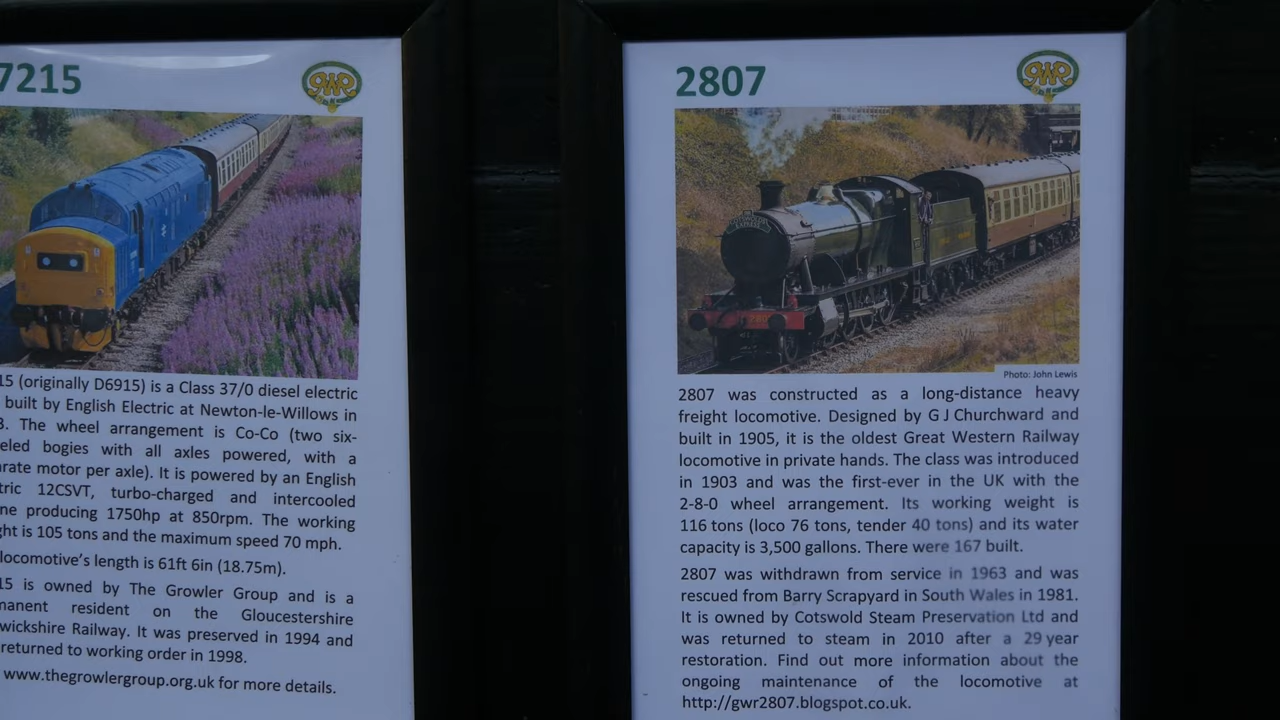 7215
GWR
15 (originally D6915) is a Class 37/0 diesel electric
built by English Electric at Newton-le-Willows in
3. The wheel arrangement is Co-Co (two six-
eled bogies with all axles powered, with a
arate motor per axle). It is powered by an English
tric 12CSVT, turbo-charged and intercooled
ne producing 1750hp at 850rpm. The working
ght is 105 tons and the maximum speed 70 mph.
locomotive's length is 61ft 6in (18.75m).
15 is owned by The Growler Group and is a
manent resident on the Gloucestershire
wickshire Railway. It was preserved in 1994 and
returned to working order in 1998.
www.thegrowlergroup.org.uk for more details.
2807
GWR
Photo: John Lewis
2807 was constructed as a long-distance heavy
freight locomotive. Designed by G J Churchward and
built in 1905, it is the oldest Great Western Railway
locomotive in private hands. The class was introduced
in 1903 and was the first-ever in the UK with the
2-8-0 wheel arrangement. Its working weight is
116 tons (loco 76 tons, tender 40 tons) and its water
capacity is 3,500 gallons. There were 167 built.
2807 was withdrawn from service in 1963 and was
rescued from Barry Scrapyard in South Wales in 1981.
It is owned by Cotswold Steam Preservation Ltd and
was returned to steam in 2010 after a 29 year
restoration. Find out more information about the
ongoing maintenance of the locomotive at
http://gwr2807.blogspot.co.uk.